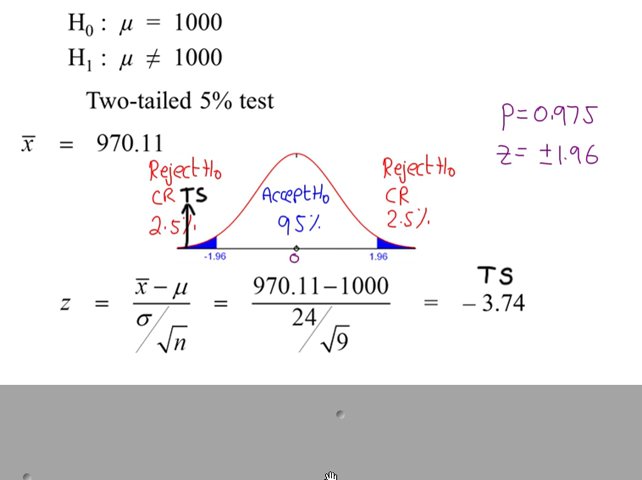 H₀ : μ = 1000
H₁ : μ ≠ 1000
Two-tailed 5% test
p=0.975
z= ±1.96
x̄ = 970.11
Reject H₀
CR TS
2.5%
Accept H₀
95%
Reject H₀
CR
2.5%
-1.96
0
1.96
z = (x̄ − μ) / (σ/√n) = (970.11−1000) / (24/√9) = − 3.74
TS